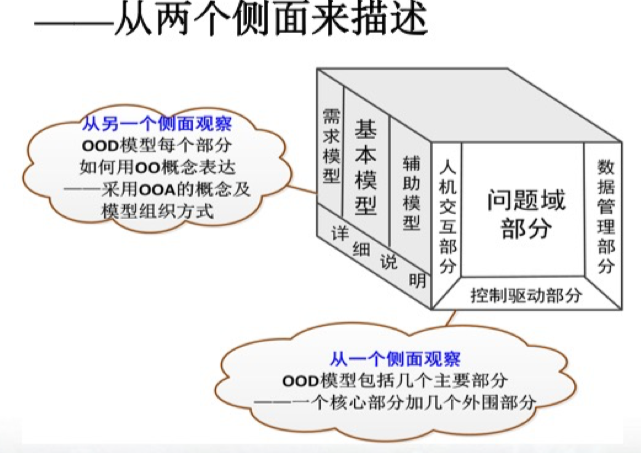 ——从两个侧面来描述
从另一个侧面观察
OOD模型每个部分
如何用OO概念表达
——采用OOA的概念及
模型组织方式
需求模型
基本模型
辅助模型
详细说明
人机交互部分
问题域
部分
数据管理部分
控制驱动部分
从一个侧面观察
OOD模型包括几个主要部分
——一个核心部分加几个外围部分